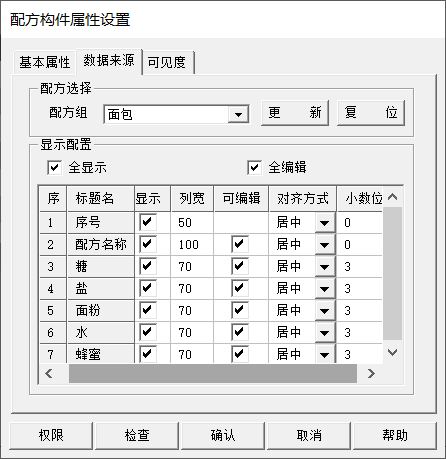 配方构件属性设置
基本属性 数据来源 可见度
配方选择
配方组 面包 更 新 复 位
显示配置
全显示 全编辑
序 标题名 显示 列宽 可编辑 对齐方式 小数位
1 序号 50 居中 0
2 配方名称 100 居中 0
3 糖 70 居中 3
4 盐 70 居中 3
5 面粉 70 居中 3
6 水 70 居中 3
7 蜂蜜 70 居中 3
权限 检查 确认 取消 帮助